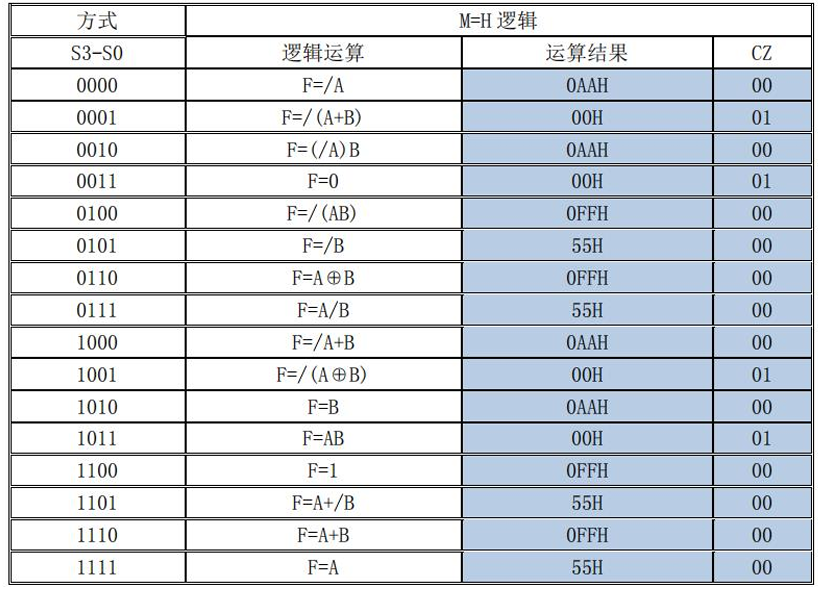 方式 M=H 逻辑
S3-S0 逻辑运算 运算结果 CZ
0000 F=/A 0AAH 00
0001 F=/(A+B) 00H 01
0010 F=(/A)B 0AAH 00
0011 F=0 00H 01
0100 F=/(AB) 0FFH 00
0101 F=/B 55H 00
0110 F=A⊕B 0FFH 00
0111 F=A/B 55H 00
1000 F=/A+B 0AAH 00
1001 F=/(A⊕B) 00H 01
1010 F=B 0AAH 00
1011 F=AB 00H 01
1100 F=1 0FFH 00
1101 F=A+/B 55H 00
1110 F=A+B 0FFH 00
1111 F=A 55H 00